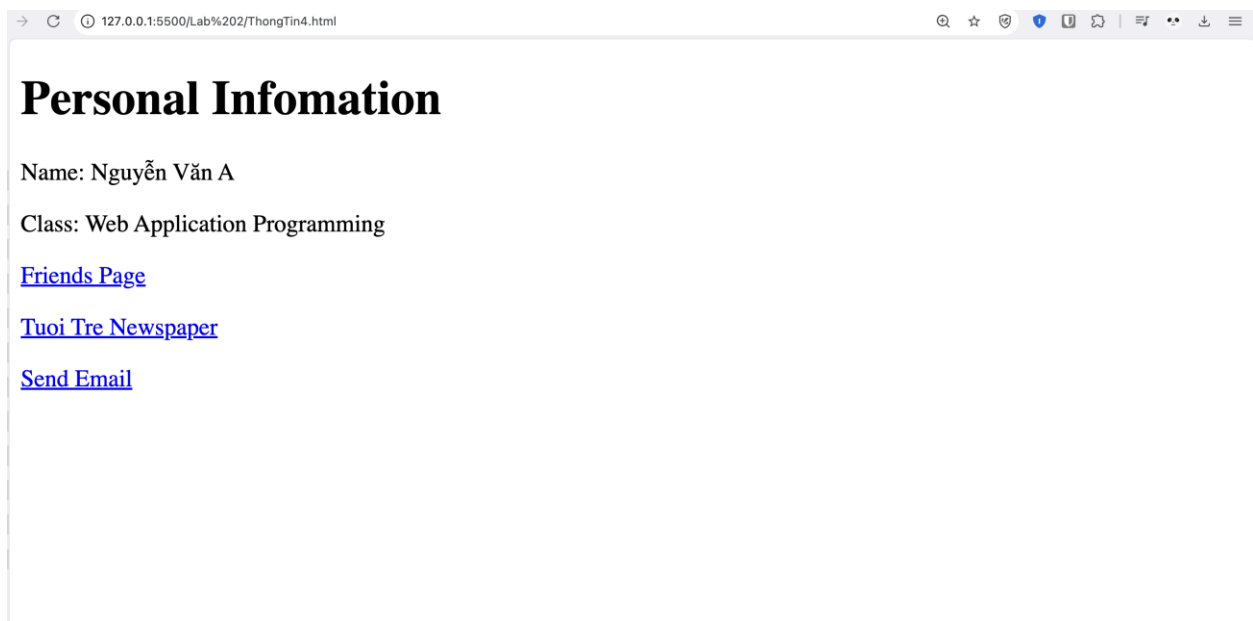 127.0.0.1:5500/Lab%202/ThongTin4.html
Personal Infomation
Name: Nguyễn Văn A
Class: Web Application Programming
Friends Page
Tuoi Tre Newspaper
Send Email